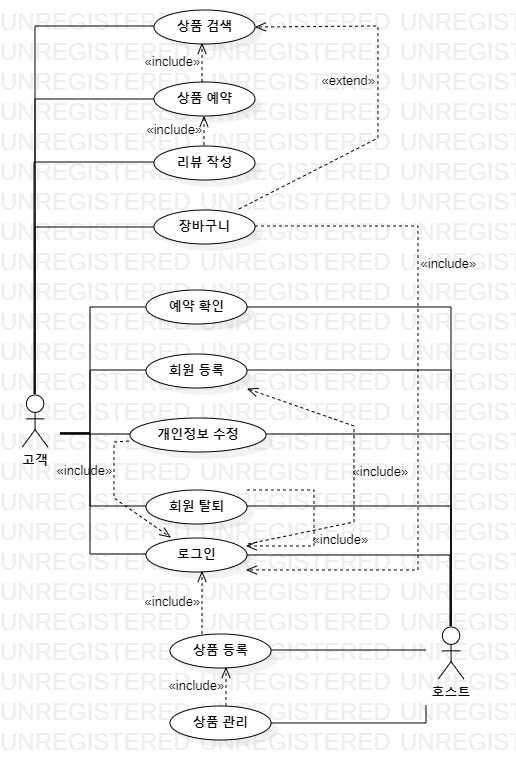 상품 검색
«include»
«extend»
상품 예약
«include»
리뷰 작성
장바구니
«include»
예약 확인
회원 등록
고객
개인정보 수정
«include»
«include»
회원 탈퇴
«include»
로그인
«include»
상품 등록
호스트
«include»
상품 관리
UNREGISTERED